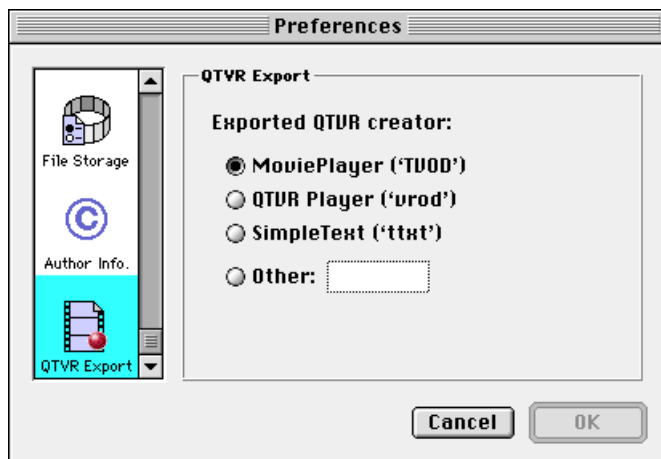 Preferences
File Storage
©
Author Info.
QTVR Export
QTVR Export
Exported QTVR creator:
MoviePlayer (‘TVOD’)
QTVR Player (‘vrod’)
SimpleText (‘ttxt’)
Other:
Cancel
OK